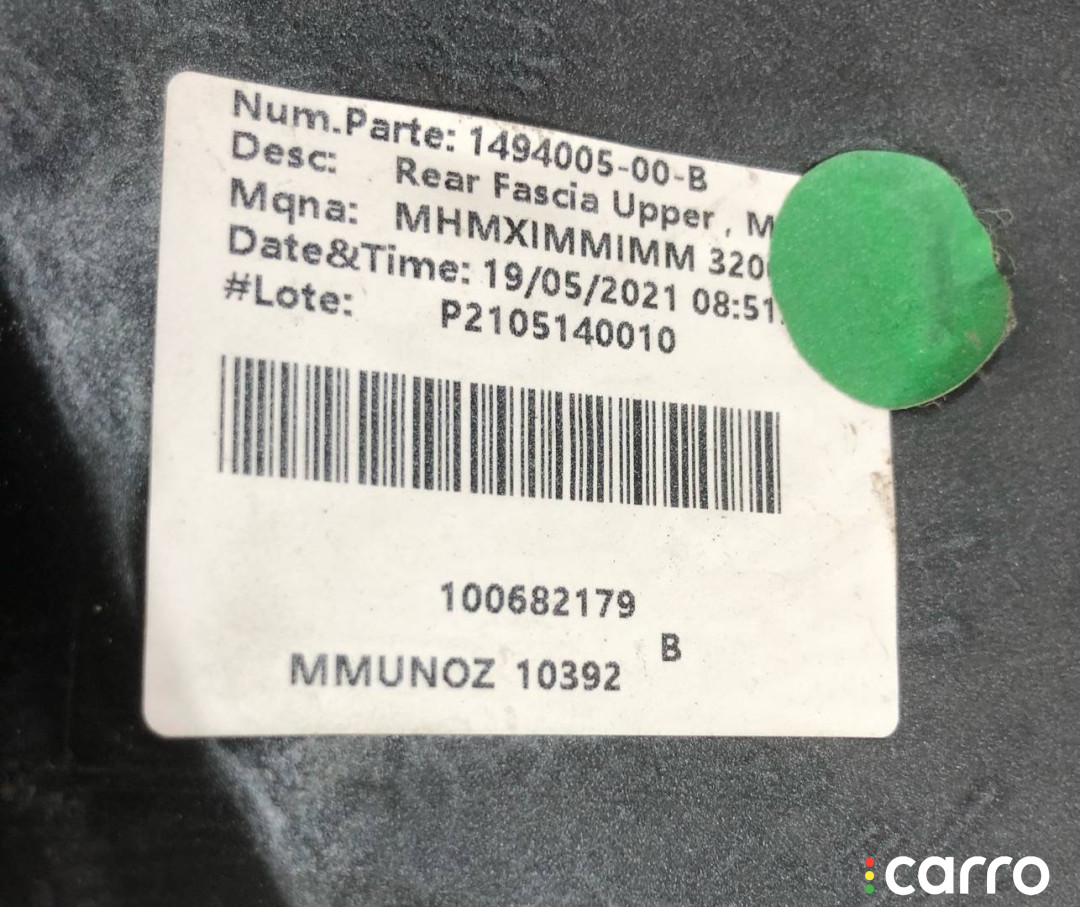 Num.Parte: 1494005-00-B
Desc: Rear Fascia Upper , M
Mqna: MHMXIMMIMM 320
Date&Time: 19/05/2021 08:51
#Lote: P2105140010
100682179
B
MMUNOZ 10392
carro